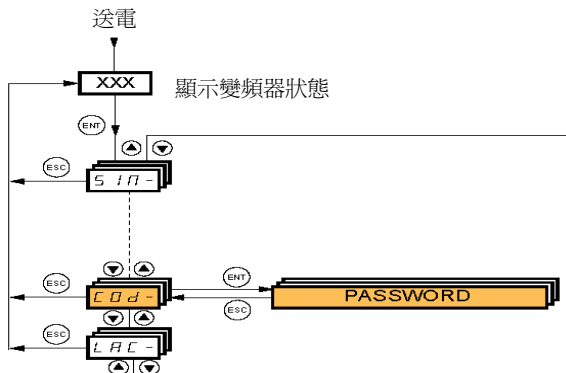 送電
XXX
顯示變頻器狀態
ENT
ESC
SIM-
ESC
COd-
ENT
ESC
PASSWORD
ESC
LAC-